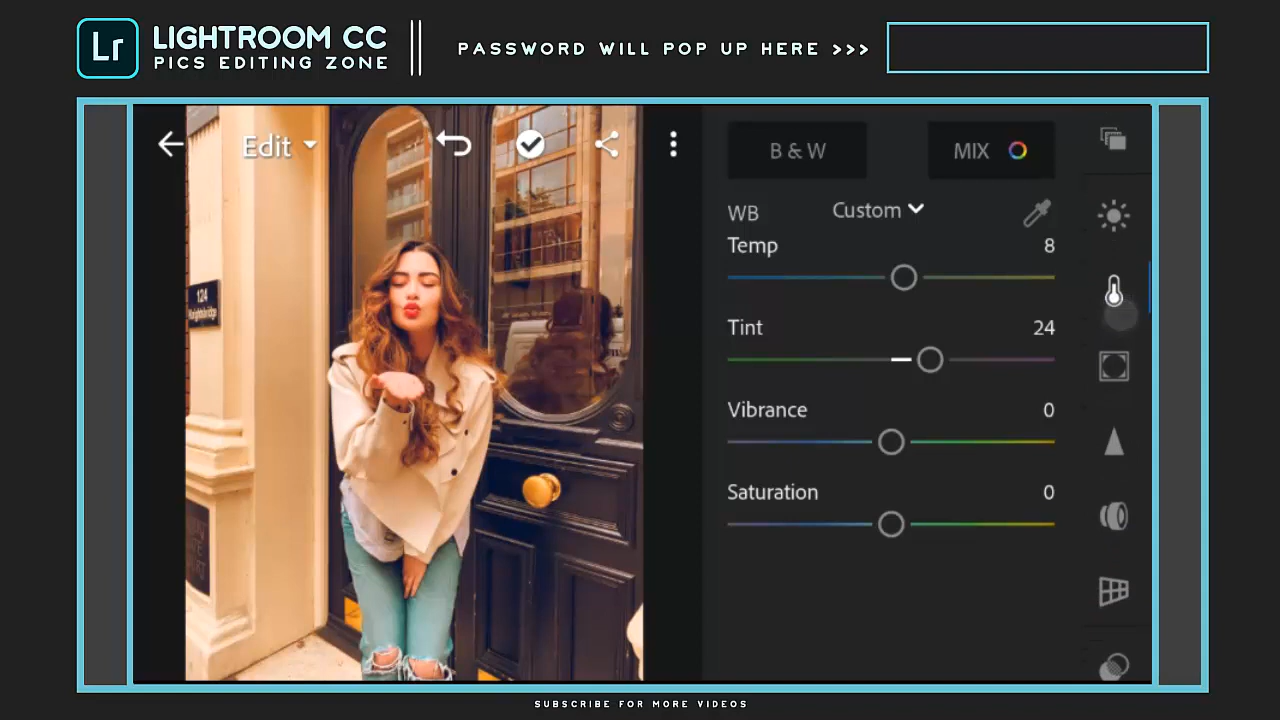 Lr LIGHTROOM CC
PICS EDITING ZONE
PASSWORD WILL POP UP HERE >>>
Edit
B & W
MIX
WB
Custom
Temp 8
Tint 24
Vibrance 0
Saturation 0
124
Knightsbridge
SUBSCRIBE FOR MORE VIDEOS